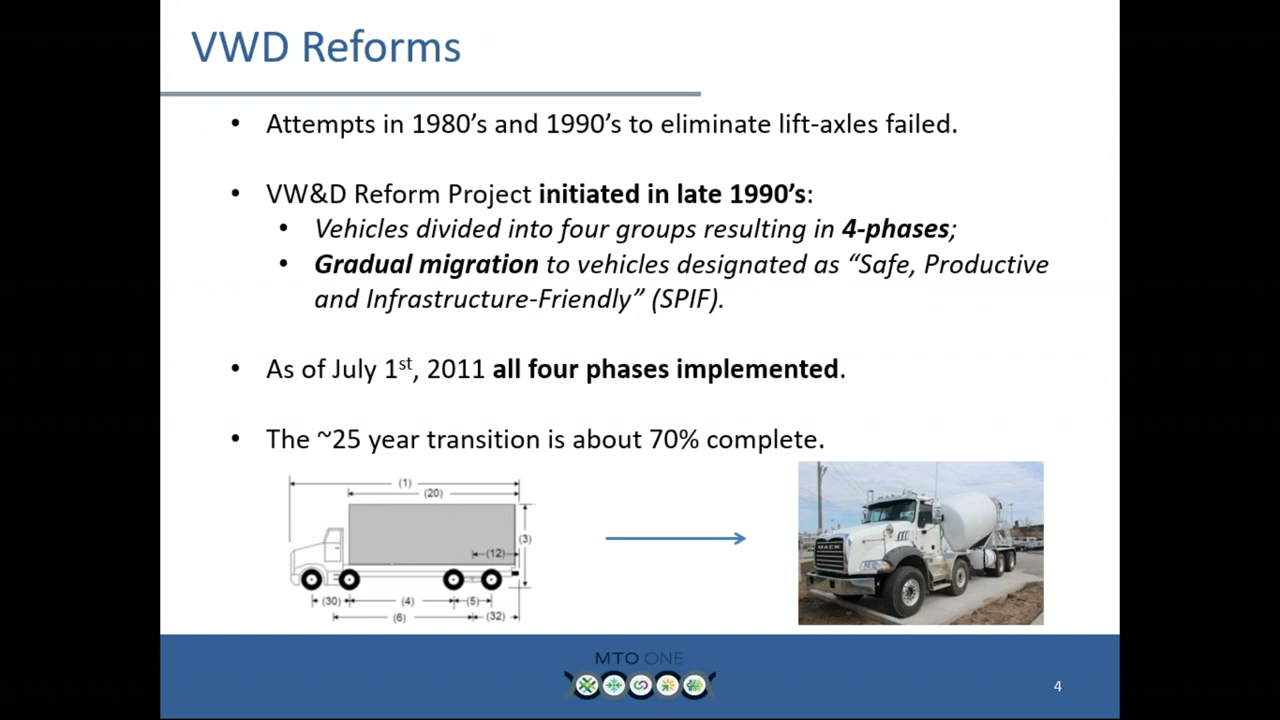 VWD Reforms
• Attempts in 1980’s and 1990’s to eliminate lift-axles failed.
• VW&D Reform Project initiated in late 1990’s:
• Vehicles divided into four groups resulting in 4-phases;
• Gradual migration to vehicles designated as “Safe, Productive
and Infrastructure-Friendly” (SPIF).
• As of July 1st, 2011 all four phases implemented.
• The ~25 year transition is about 70% complete.
(1)
(20)
(3)
(12)
(30) (4) (5)
(6) (32)
MACK
MTO ONE
4